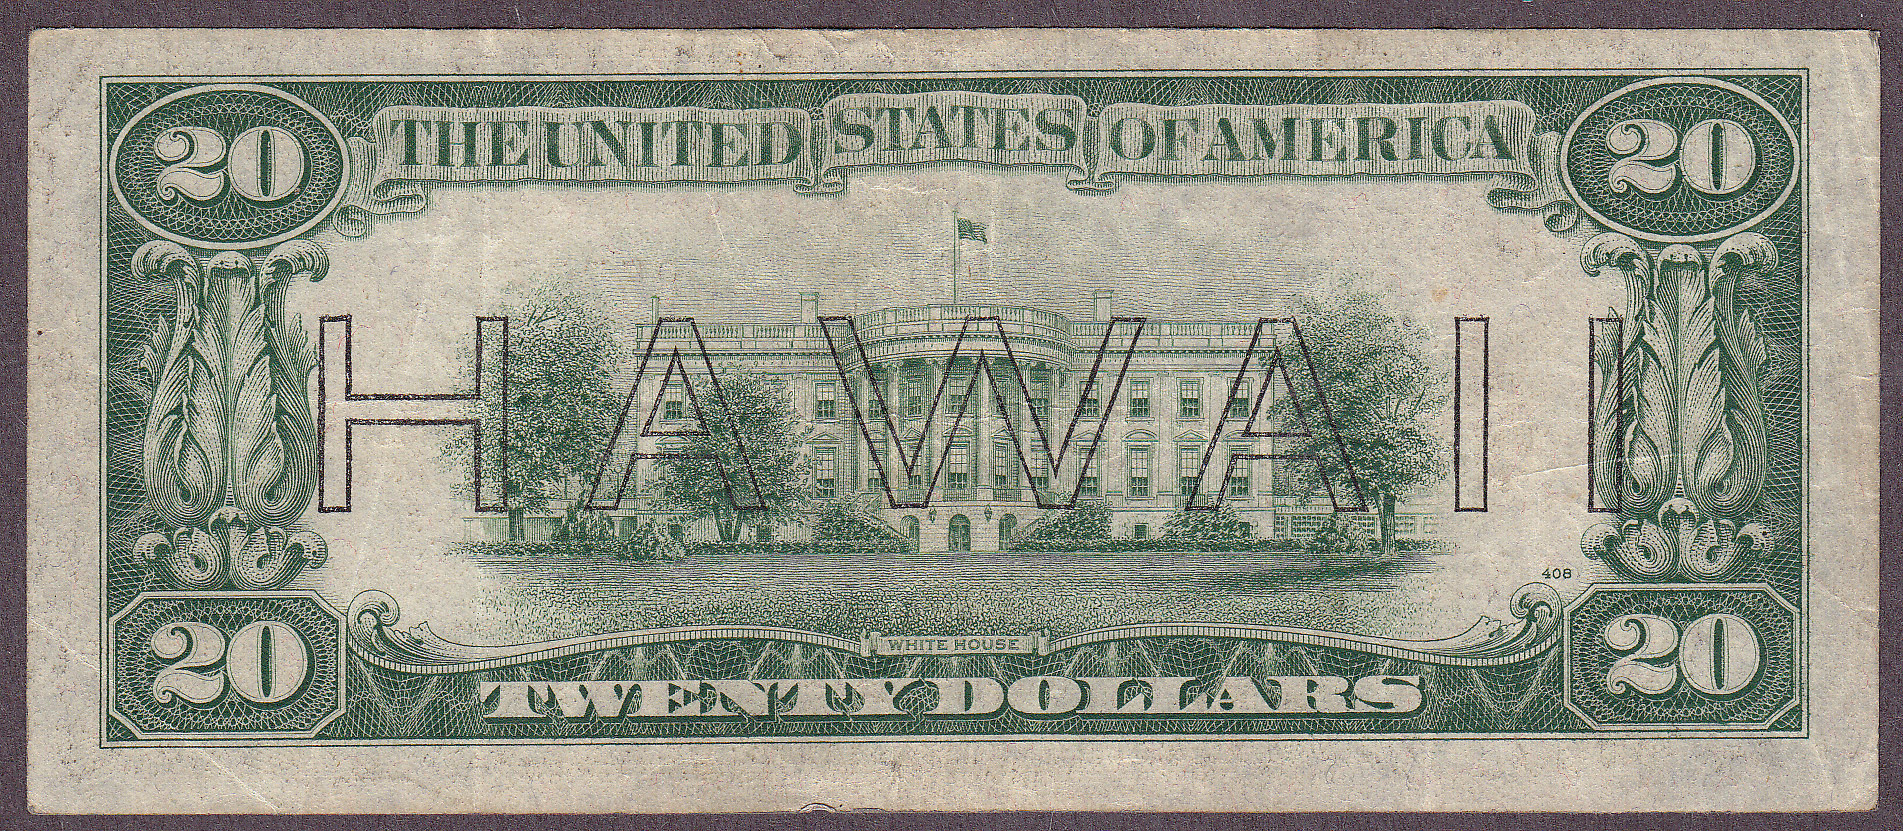 20 THE UNITED STATES OF AMERICA 20
HAWAII
408
WHITE HOUSE
20 TWENTY DOLLARS 20